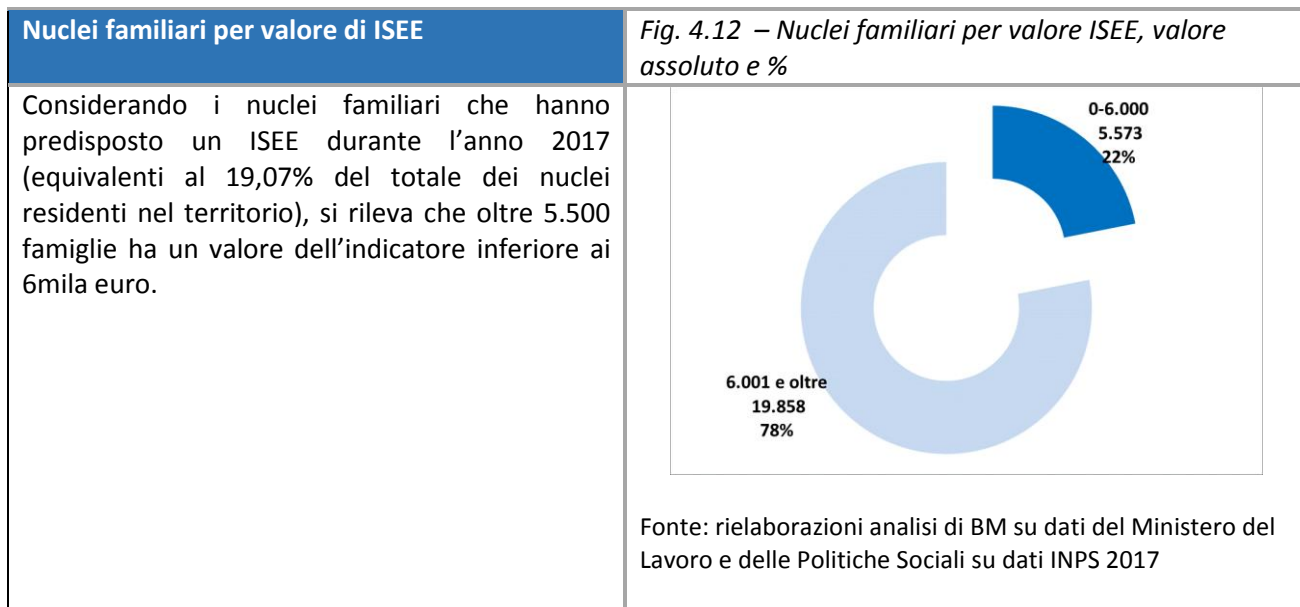 Nuclei familiari per valore di ISEE
Fig. 4.12 – Nuclei familiari per valore ISEE, valore
assoluto e %
Considerando i nuclei familiari che hanno
predisposto un ISEE durante l’anno 2017
(equivalenti al 19,07% del totale dei nuclei
residenti nel territorio), si rileva che oltre 5.500
famiglie ha un valore dell’indicatore inferiore ai
6mila euro.
0-6.000
5.573
22%
6.001 e oltre
19.858
78%
Fonte: rielaborazioni analisi di BM su dati del Ministero del
Lavoro e delle Politiche Sociali su dati INPS 2017